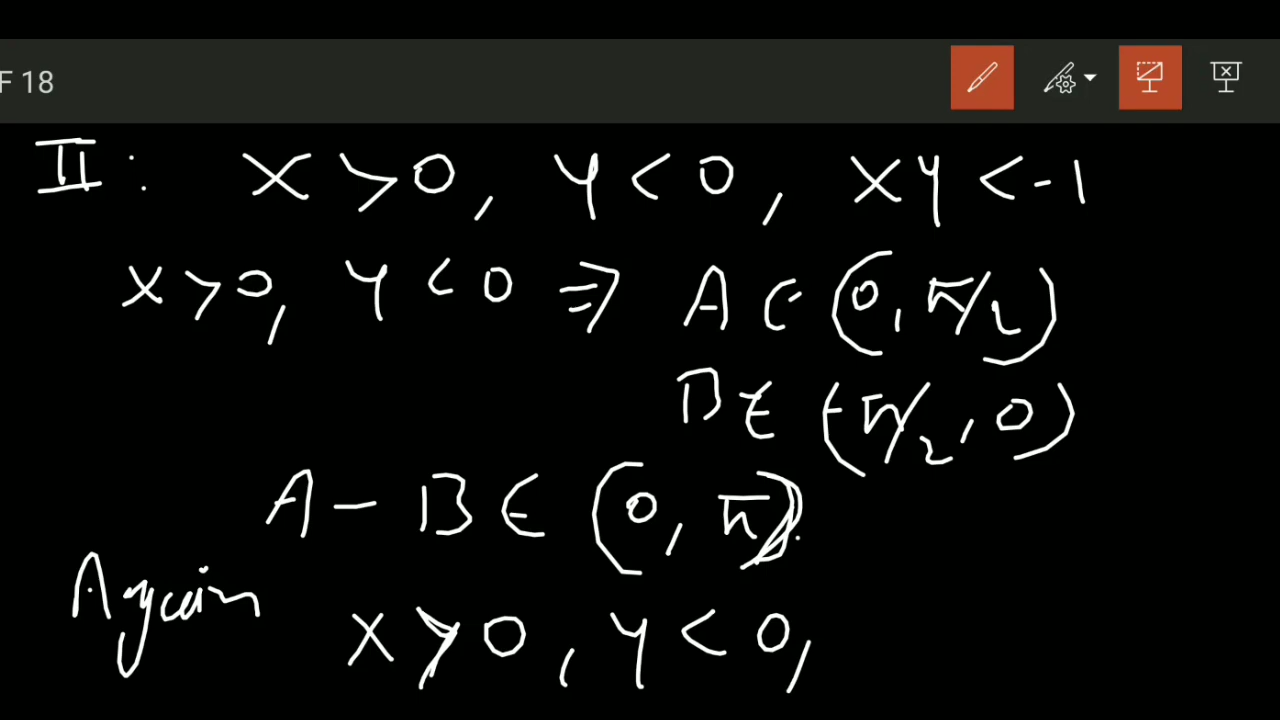 F 18
II : X > 0, Y < 0, XY < -1
X > 0, Y < 0 ⇒ A ∈ (0, π/2)
B ∈ (-π/2, 0)
A - B ∈ (0, π).
Again X > 0, Y < 0,